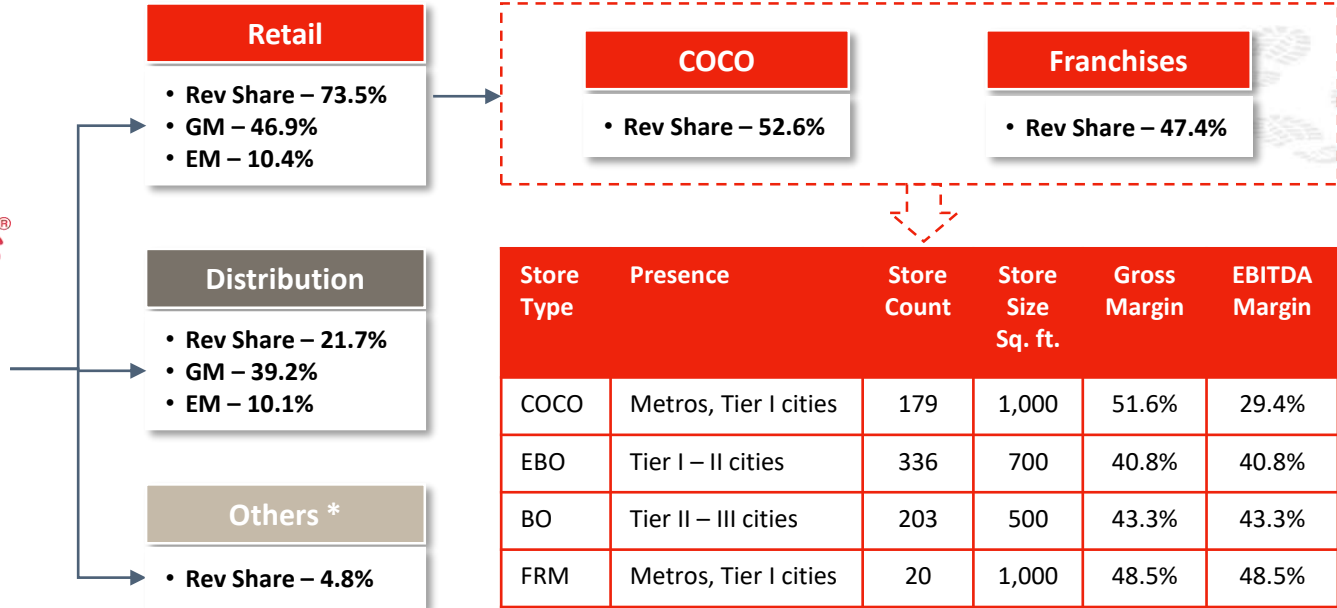 ®
Retail
• Rev Share – 73.5%
• GM – 46.9%
• EM – 10.4%
COCO
• Rev Share – 52.6%
Franchises
• Rev Share – 47.4%
Distribution
• Rev Share – 21.7%
• GM – 39.2%
• EM – 10.1%
Others *
• Rev Share – 4.8%
Store Type Presence Store Count Store Size Sq. ft. Gross Margin EBITDA Margin
COCO Metros, Tier I cities 179 1,000 51.6% 29.4%
EBO Tier I – II cities 336 700 40.8% 40.8%
BO Tier II – III cities 203 500 43.3% 43.3%
FRM Metros, Tier I cities 20 1,000 48.5% 48.5%